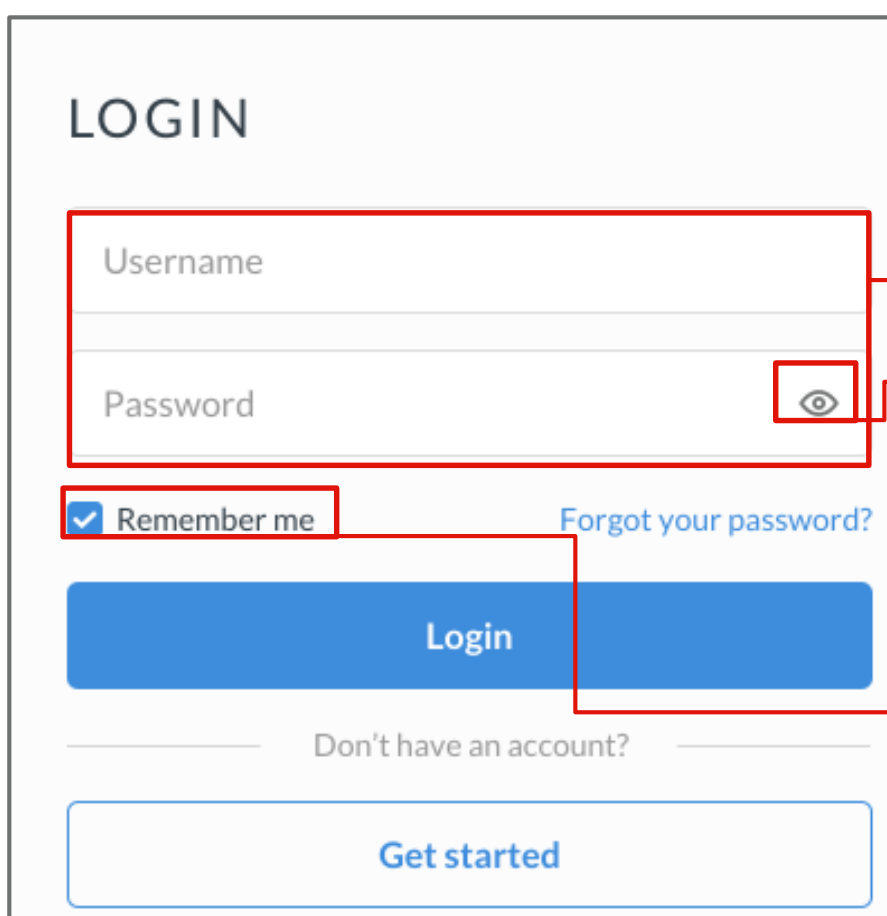 LOGIN
Username
Password
Remember me
Forgot your password?
Login
Don't have an account?
Get started